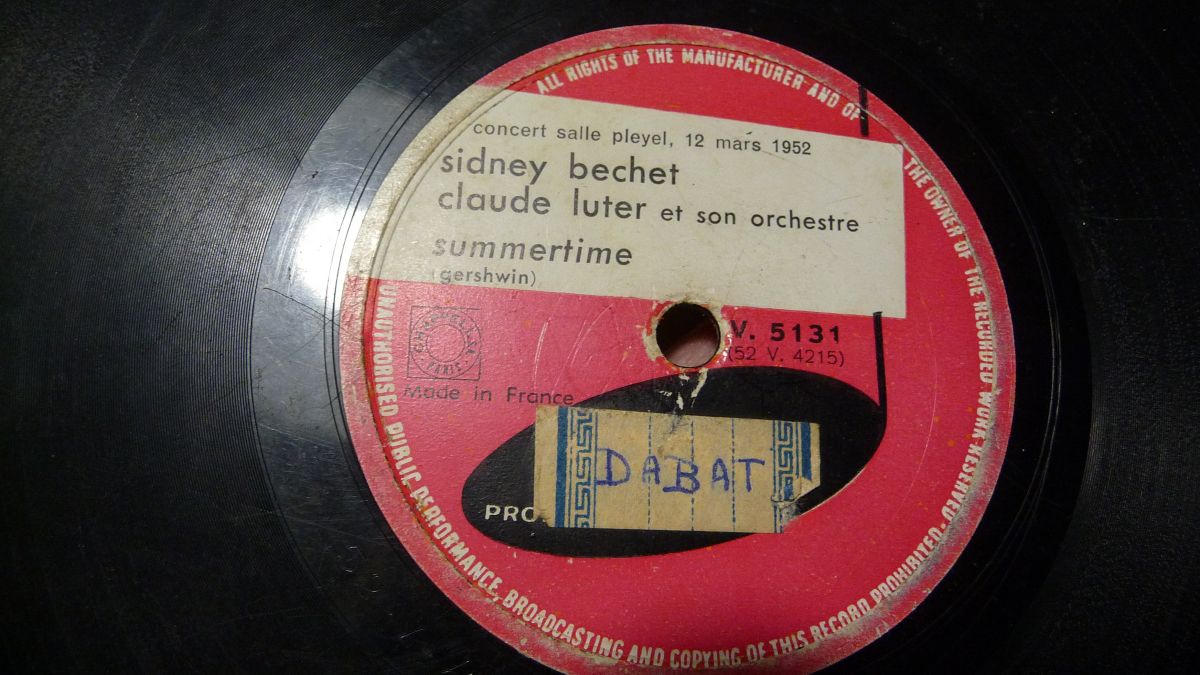 ALL RIGHTS OF THE MANUFACTURER AND OF THE OWNER OF THE RECORDED WORK RESERVED. UNAUTHORISED PUBLIC PERFORMANCE, BROADCASTING AND COPYING OF THIS RECORD PROHIBITED.
concert salle pleyel, 12 mars 1952
sidney bechet
claude luter et son orchestre
summertime
(gershwin)
V. 5131
(52 V. 4215)
PARIS
Made in France
DABAT
PRO